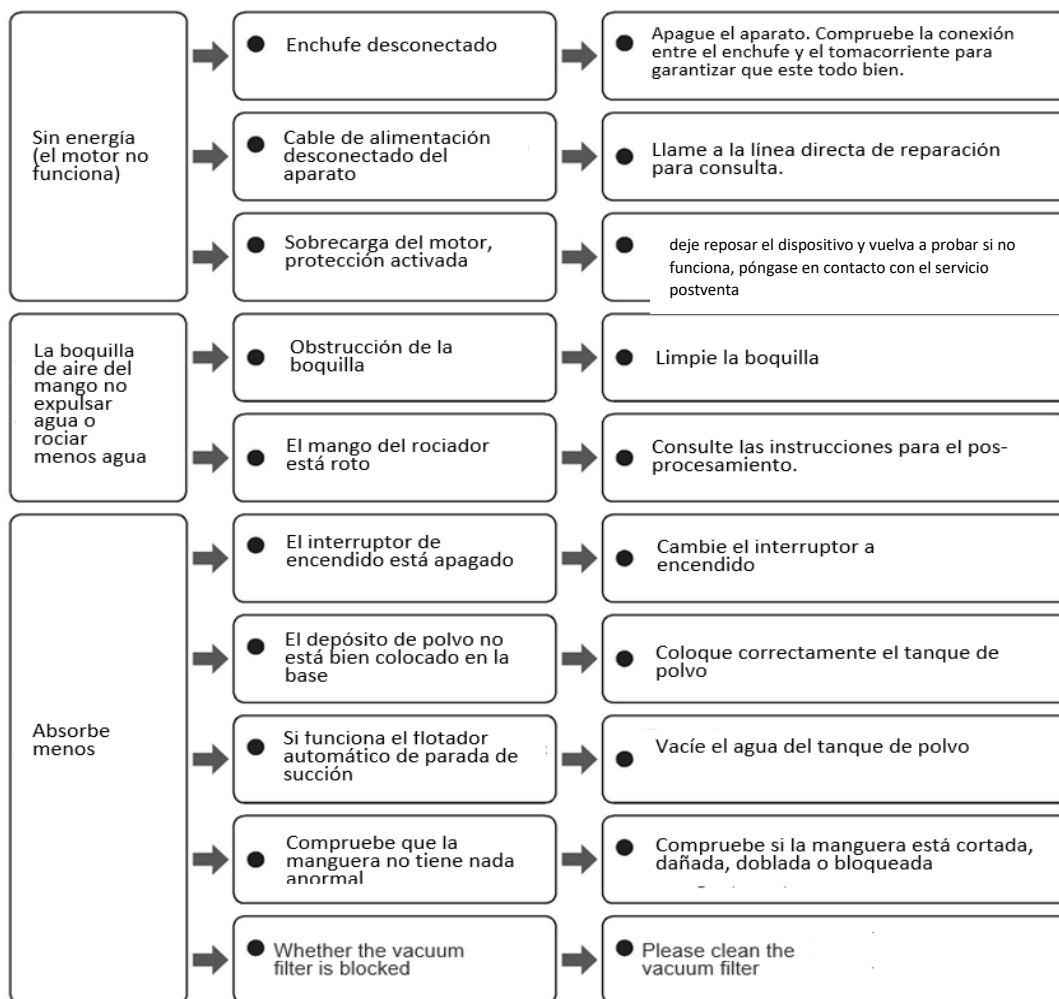 Sin energía
(el motor no
funciona)
Enchufe desconectado
Apague el aparato. Compruebe la conexión
entre el enchufe y el tomacorriente para
garantizar que este todo bien.
Cable de alimentación
desconectado del
aparato
Llame a la línea directa de reparación
para consulta.
Sobrecarga del motor,
protección activada
deje reposar el dispositivo y vuelva a probar si no
funciona, póngase en contacto con el servicio
postventa
La boquilla
de aire del
mango no
expulsar
agua o
rociar
menos agua
Obstrucción de la
boquilla
Limpie la boquilla
El mango del rociador
está roto
Consulte las instrucciones para el pos-
procesamiento.
Absorbe
menos
El interruptor de
encendido está apagado
Cambie el interruptor a
encendido
El depósito de polvo no
está bien colocado en la
base
Coloque correctamente el tanque de
polvo
Si funciona el flotador
automático de parada de
succión
Vacíe el agua del tanque de polvo
Compruebe que la
manguera no tiene nada
anormal
Compruebe si la manguera está cortada,
dañada, doblada o bloqueada
Whether the vacuum
filter is blocked
Please clean the
vacuum filter